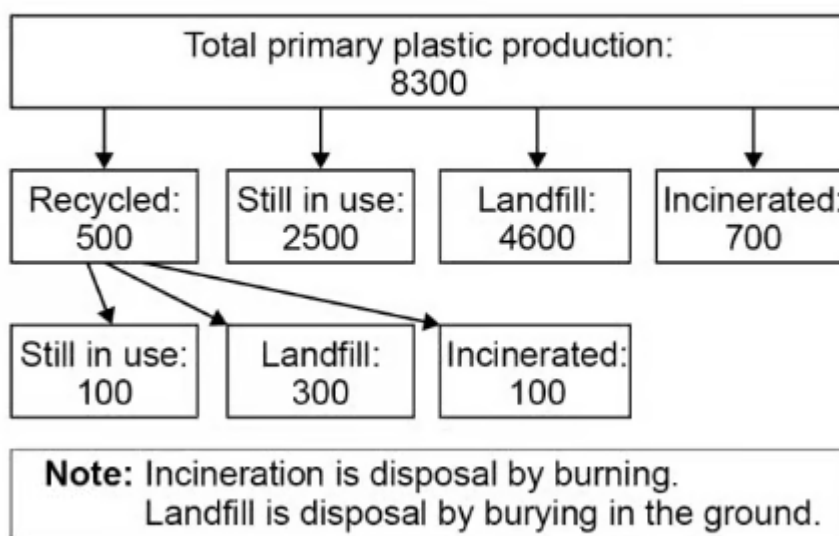 Total primary plastic production:
8300
Recycled:
500
Still in use:
2500
Landfill:
4600
Incinerated:
700
Still in use:
100
Landfill:
300
Incinerated:
100
Note: Incineration is disposal by burning.
Landfill is disposal by burying in the ground.